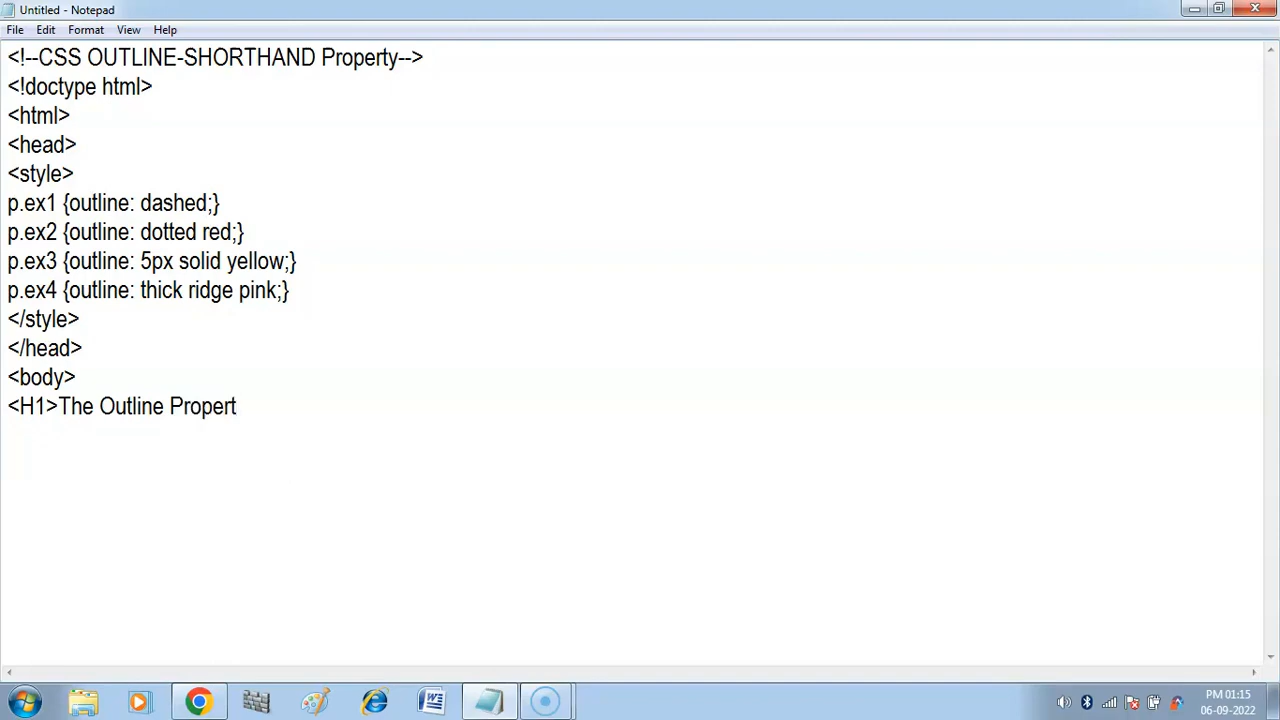 Untitled - Notepad
File Edit Format View Help
<!--CSS OUTLINE-SHORTHAND Property-->
<!doctype html>
<html>
<head>
<style>
p.ex1 {outline: dashed;}
p.ex2 {outline: dotted red;}
p.ex3 {outline: 5px solid yellow;}
p.ex4 {outline: thick ridge pink;}
</style>
</head>
<body>
<H1>The Outline Propert
PM 01:15
06-09-2022